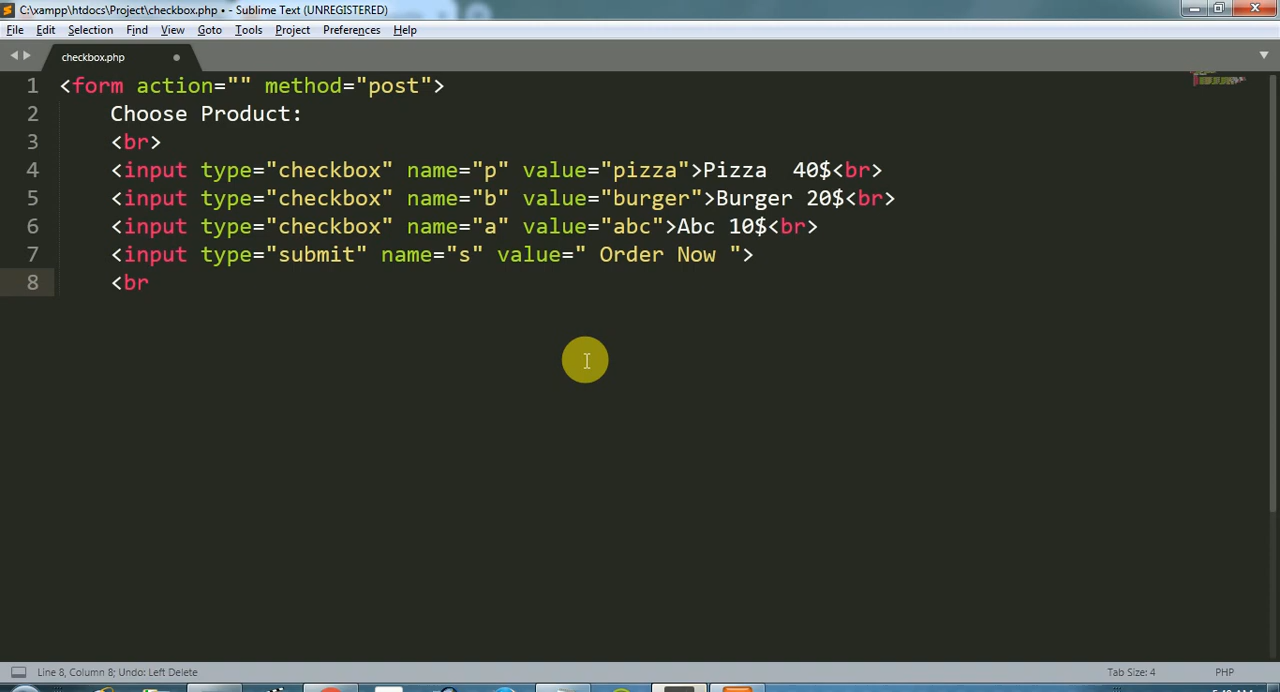 C:\xampp\htdocs\Project\checkbox.php • - Sublime Text (UNREGISTERED)
File Edit Selection Find View Goto Tools Project Preferences Help
checkbox.php
1 <form action="" method="post">
2 Choose Product:
3 <br>
4 <input type="checkbox" name="p" value="pizza">Pizza  40$<br>
5 <input type="checkbox" name="b" value="burger">Burger 20$<br>
6 <input type="checkbox" name="a" value="abc">Abc 10$<br>
7 <input type="submit" name="s" value=" Order Now ">
8 <br
Line 8, Column 8; Undo: Left Delete Tab Size: 4 PHP